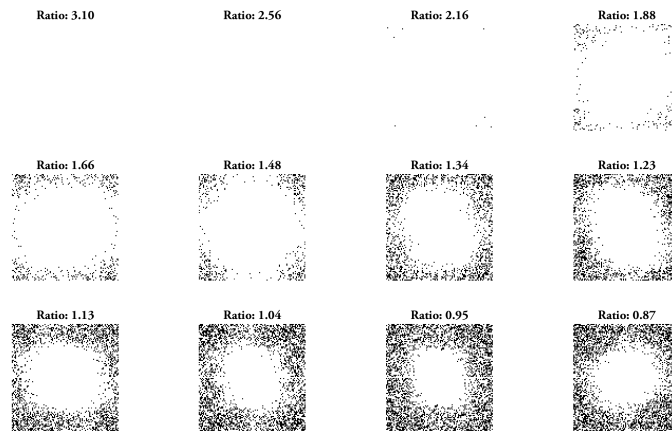 Ratio: 3.10
Ratio: 2.56
Ratio: 2.16
Ratio: 1.88
Ratio: 1.66
Ratio: 1.48
Ratio: 1.34
Ratio: 1.23
Ratio: 1.13
Ratio: 1.04
Ratio: 0.95
Ratio: 0.87